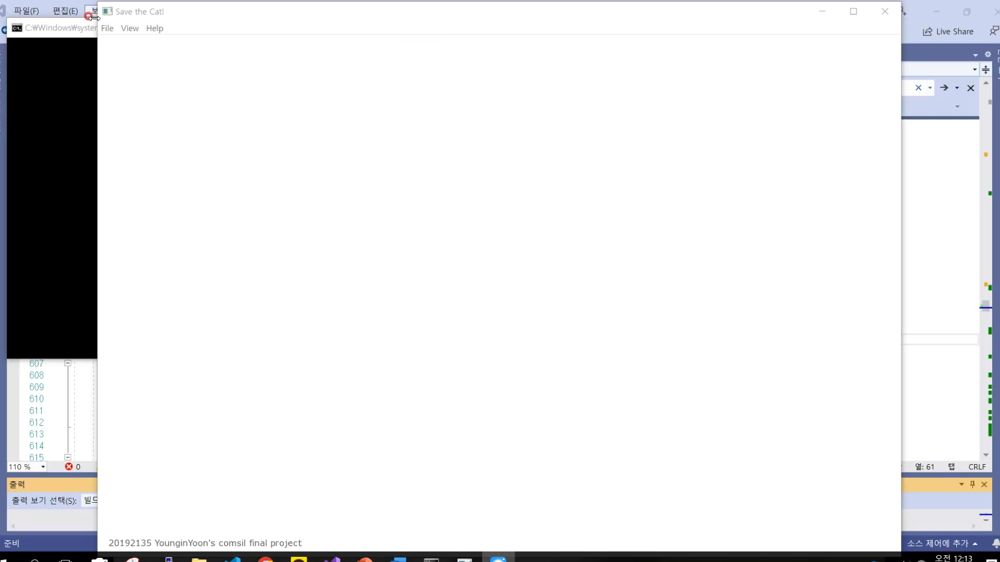 파일(F) 편집(E) 보
Save the Cat!
C:₩Windows₩syster
File View Help
Live Share
607
608
609
610
611
612
613
614
615
110 % 0
열: 61 탭 CRLF
출력
출력 보기 선택(S): 빌드
20192135 YounginYoon's comsil final project
준비
소스 제어에 추가
오전 12:13